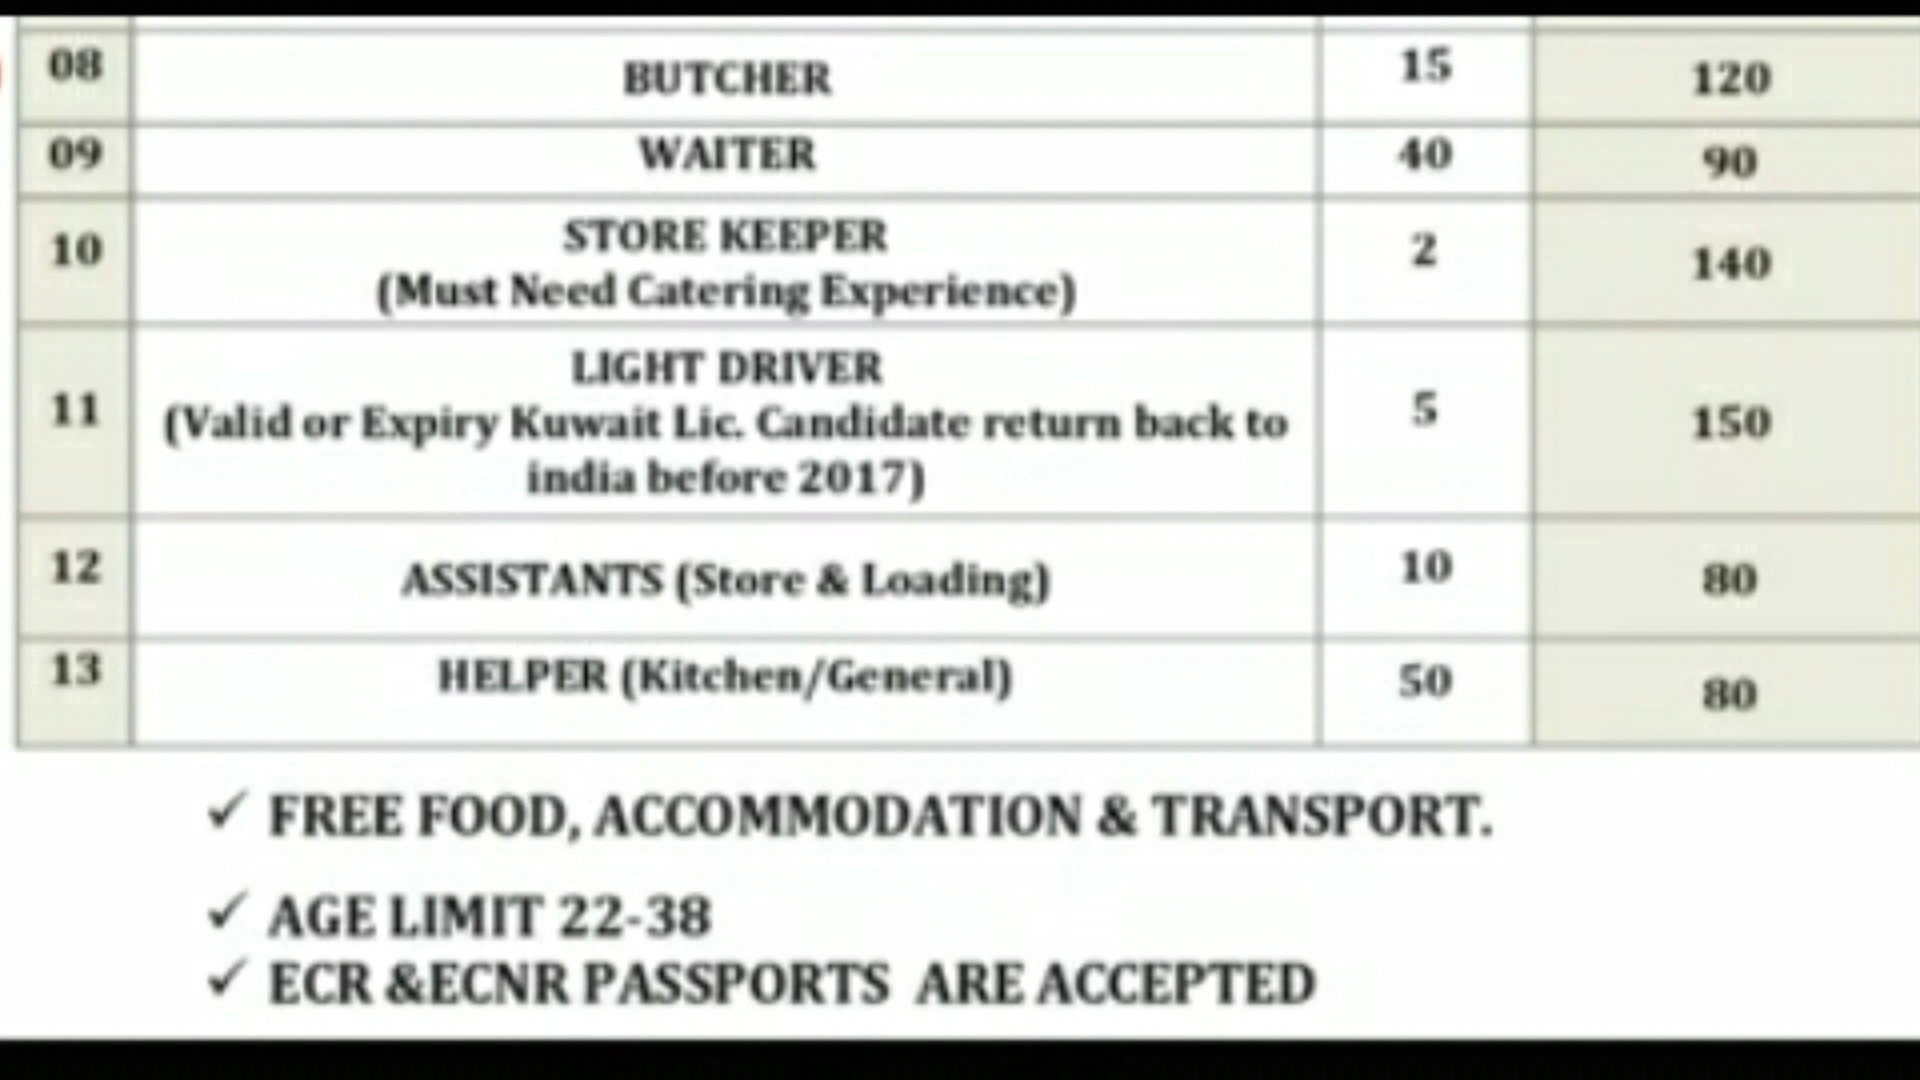 08 BUTCHER 15 120
09 WAITER 40 90
10 STORE KEEPER 2 140
(Must Need Catering Experience)
LIGHT DRIVER
11 (Valid or Expiry Kuwait Lic. Candidate return back to 5 150
india before 2017)
12 ASSISTANTS (Store & Loading) 10 80
13 HELPER (Kitchen/General) 50 80
✓ FREE FOOD, ACCOMMODATION & TRANSPORT.
✓ AGE LIMIT 22-38
✓ ECR &ECNR PASSPORTS ARE ACCEPTED